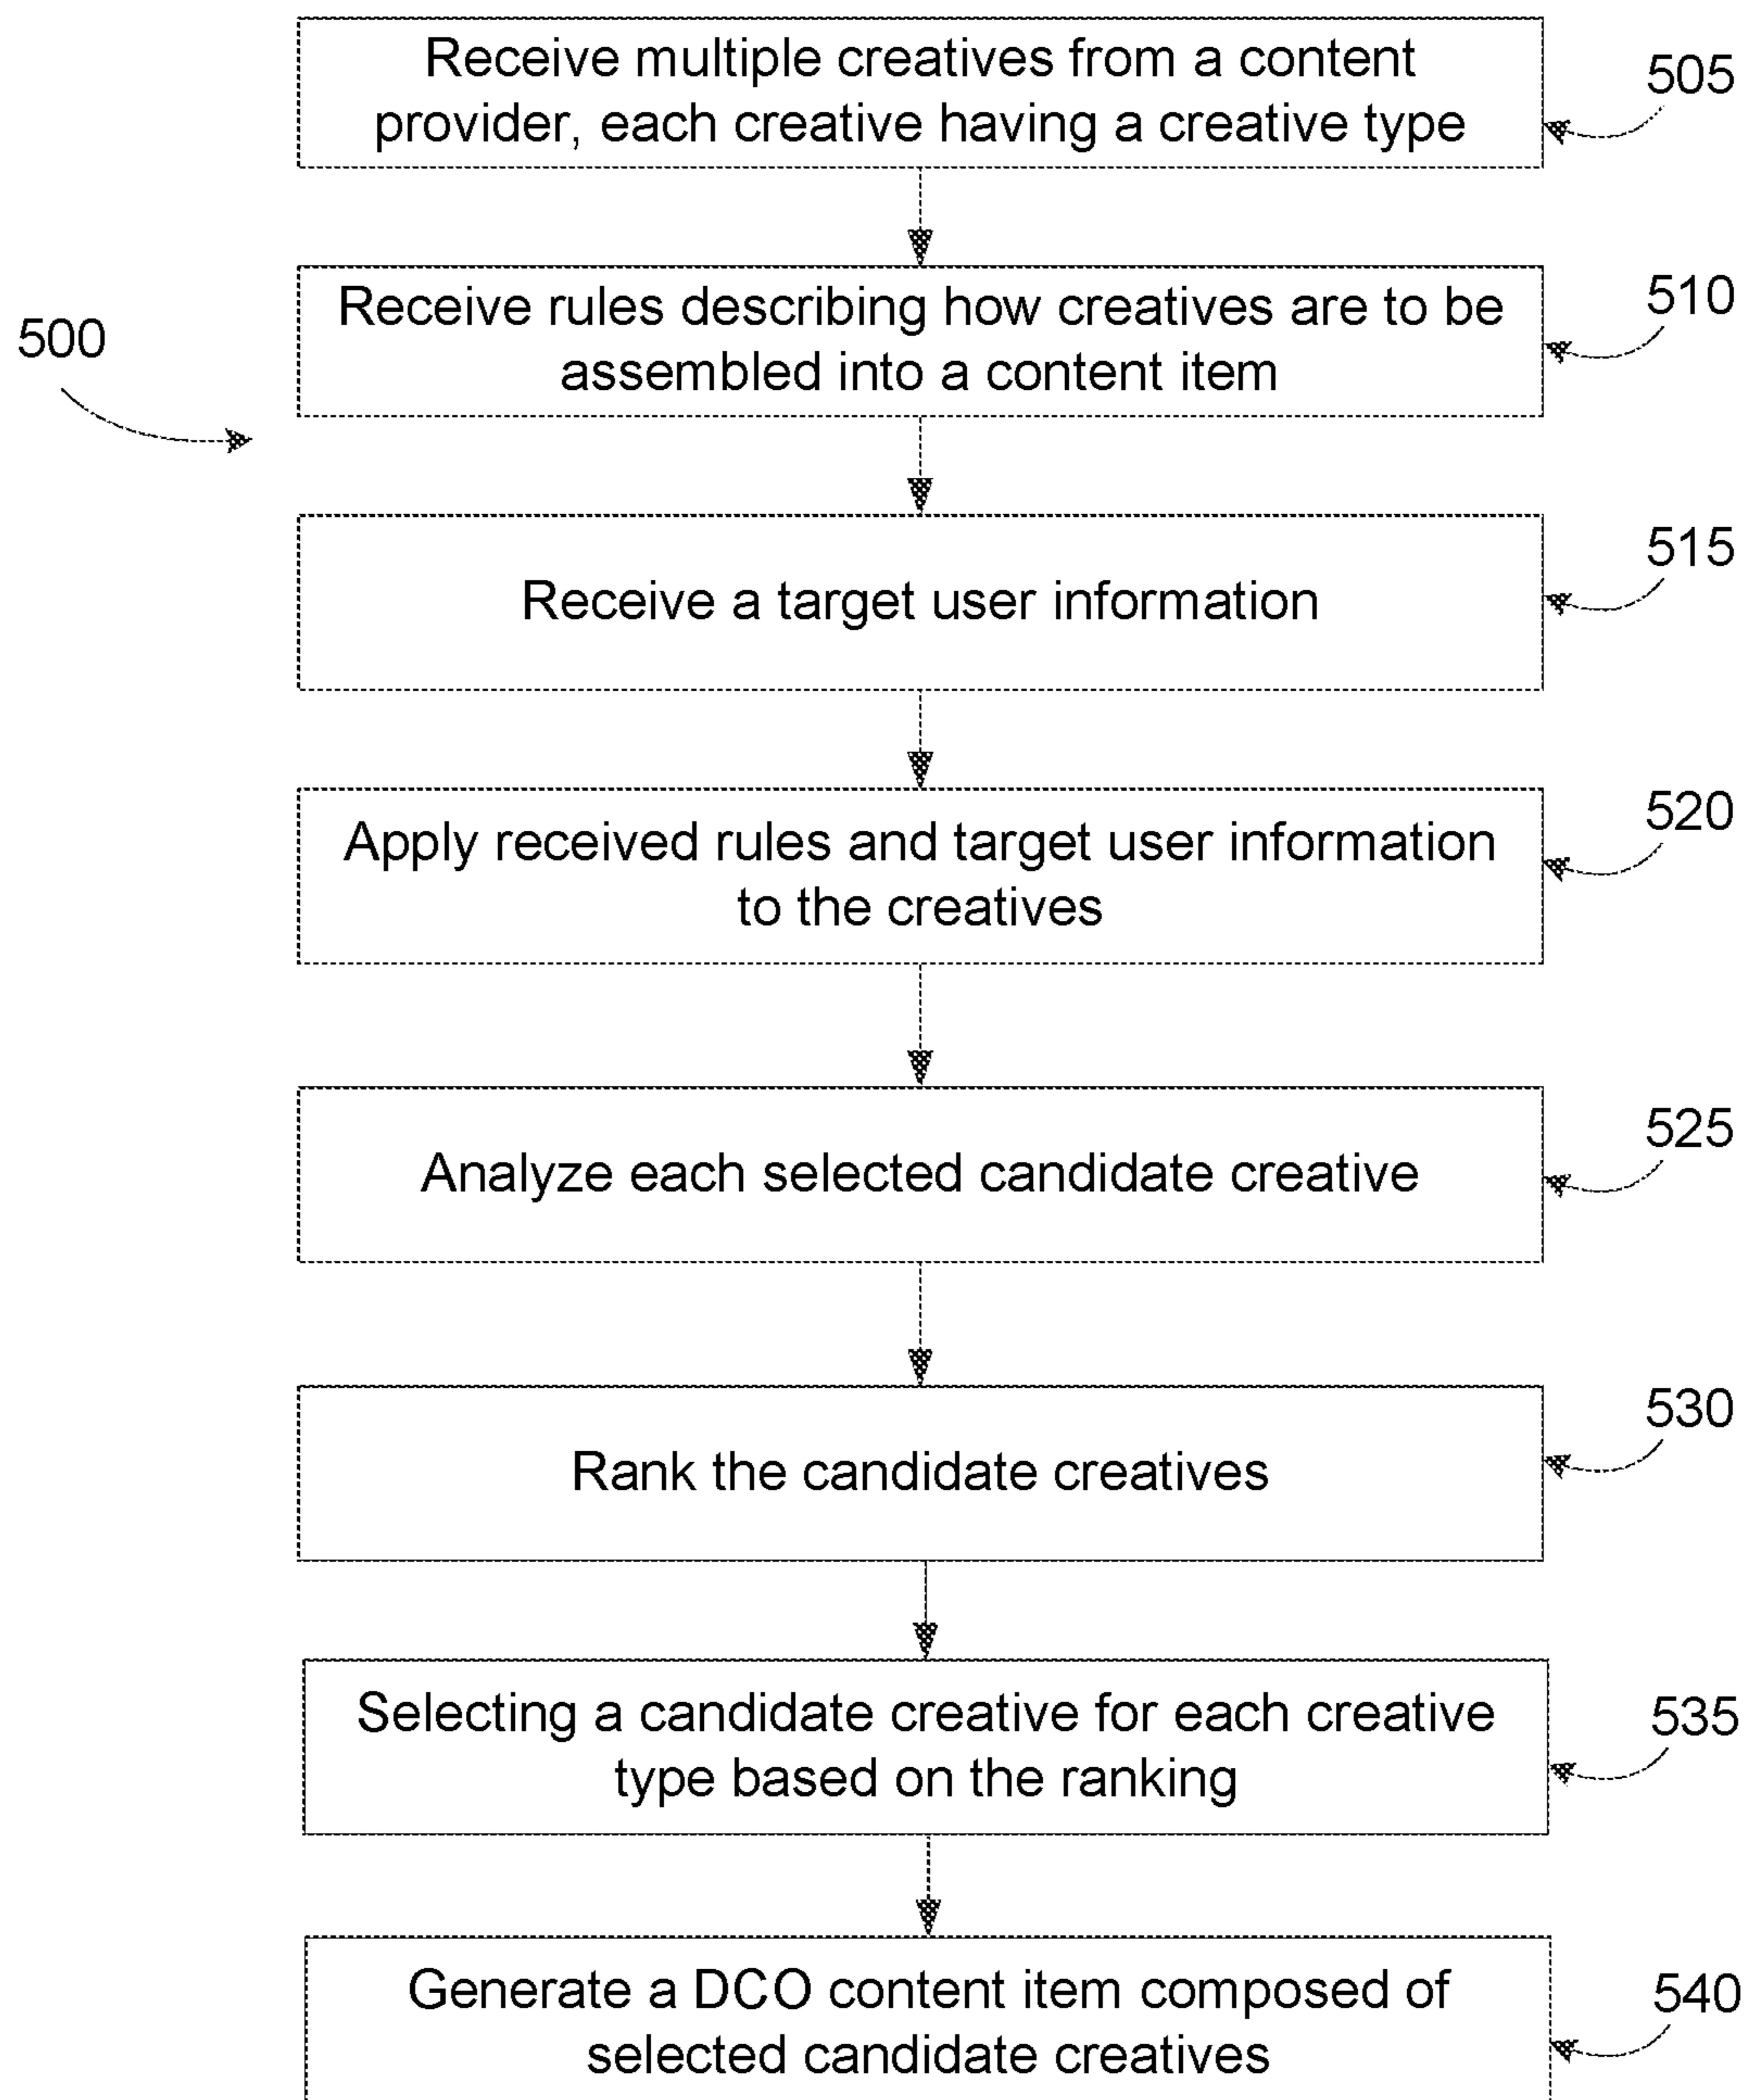 Receive multiple creatives from a content
provider, each creative having a creative type
505
Receive rules describing how creatives are to be
assembled into a content item
510
500
Receive a target user information
515
Apply received rules and target user information
to the creatives
520
Analyze each selected candidate creative
525
Rank the candidate creatives
530
Selecting a candidate creative for each creative
type based on the ranking
535
Generate a DCO content item composed of
selected candidate creatives
540